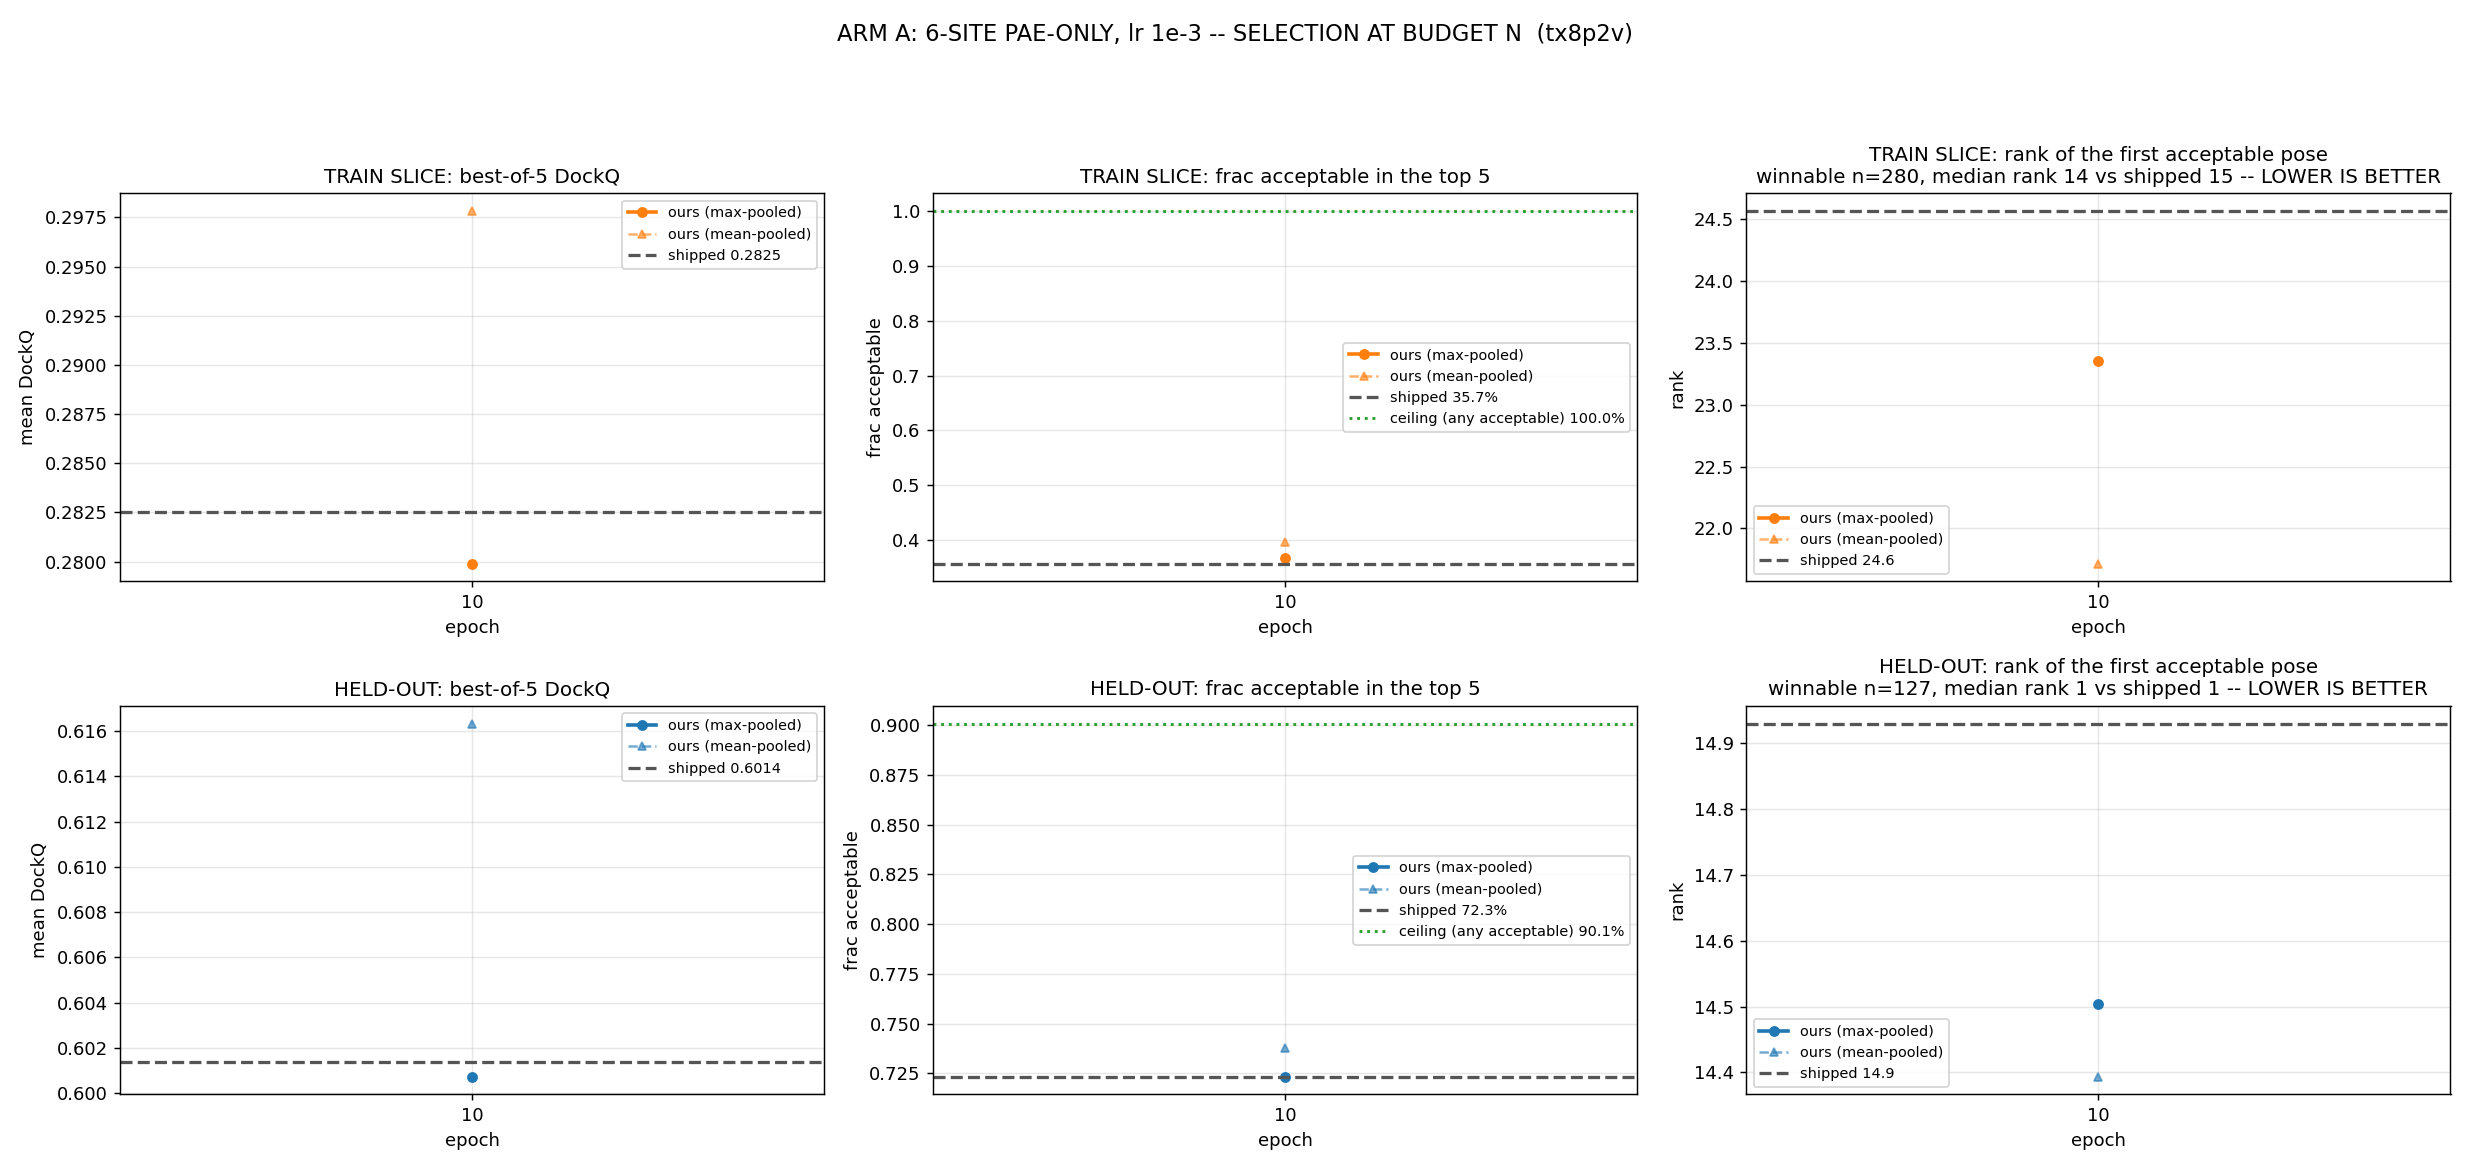 ARM A: 6-SITE PAE-ONLY, lr 1e-3 -- SELECTION AT BUDGET N  (tx8p2v)
TRAIN SLICE: best-of-5 DockQ
mean DockQ
0.2975
0.2950
0.2925
0.2900
0.2875
0.2850
0.2825
0.2800
ours (max-pooled)
ours (mean-pooled)
shipped 0.2825
10
epoch
TRAIN SLICE: frac acceptable in the top 5
frac acceptable
1.0
0.9
0.8
0.7
0.6
0.5
0.4
ours (max-pooled)
ours (mean-pooled)
shipped 35.7%
ceiling (any acceptable) 100.0%
10
epoch
TRAIN SLICE: rank of the first acceptable pose
winnable n=280, median rank 14 vs shipped 15 -- LOWER IS BETTER
rank
24.5
24.0
23.5
23.0
22.5
22.0
ours (max-pooled)
ours (mean-pooled)
shipped 24.6
10
epoch
HELD-OUT: best-of-5 DockQ
mean DockQ
0.616
0.614
0.612
0.610
0.608
0.606
0.604
0.602
0.600
ours (max-pooled)
ours (mean-pooled)
shipped 0.6014
10
epoch
HELD-OUT: frac acceptable in the top 5
frac acceptable
0.900
0.875
0.850
0.825
0.800
0.775
0.750
0.725
ours (max-pooled)
ours (mean-pooled)
shipped 72.3%
ceiling (any acceptable) 90.1%
10
epoch
HELD-OUT: rank of the first acceptable pose
winnable n=127, median rank 1 vs shipped 1 -- LOWER IS BETTER
rank
14.9
14.8
14.7
14.6
14.5
14.4
ours (max-pooled)
ours (mean-pooled)
shipped 14.9
10
epoch